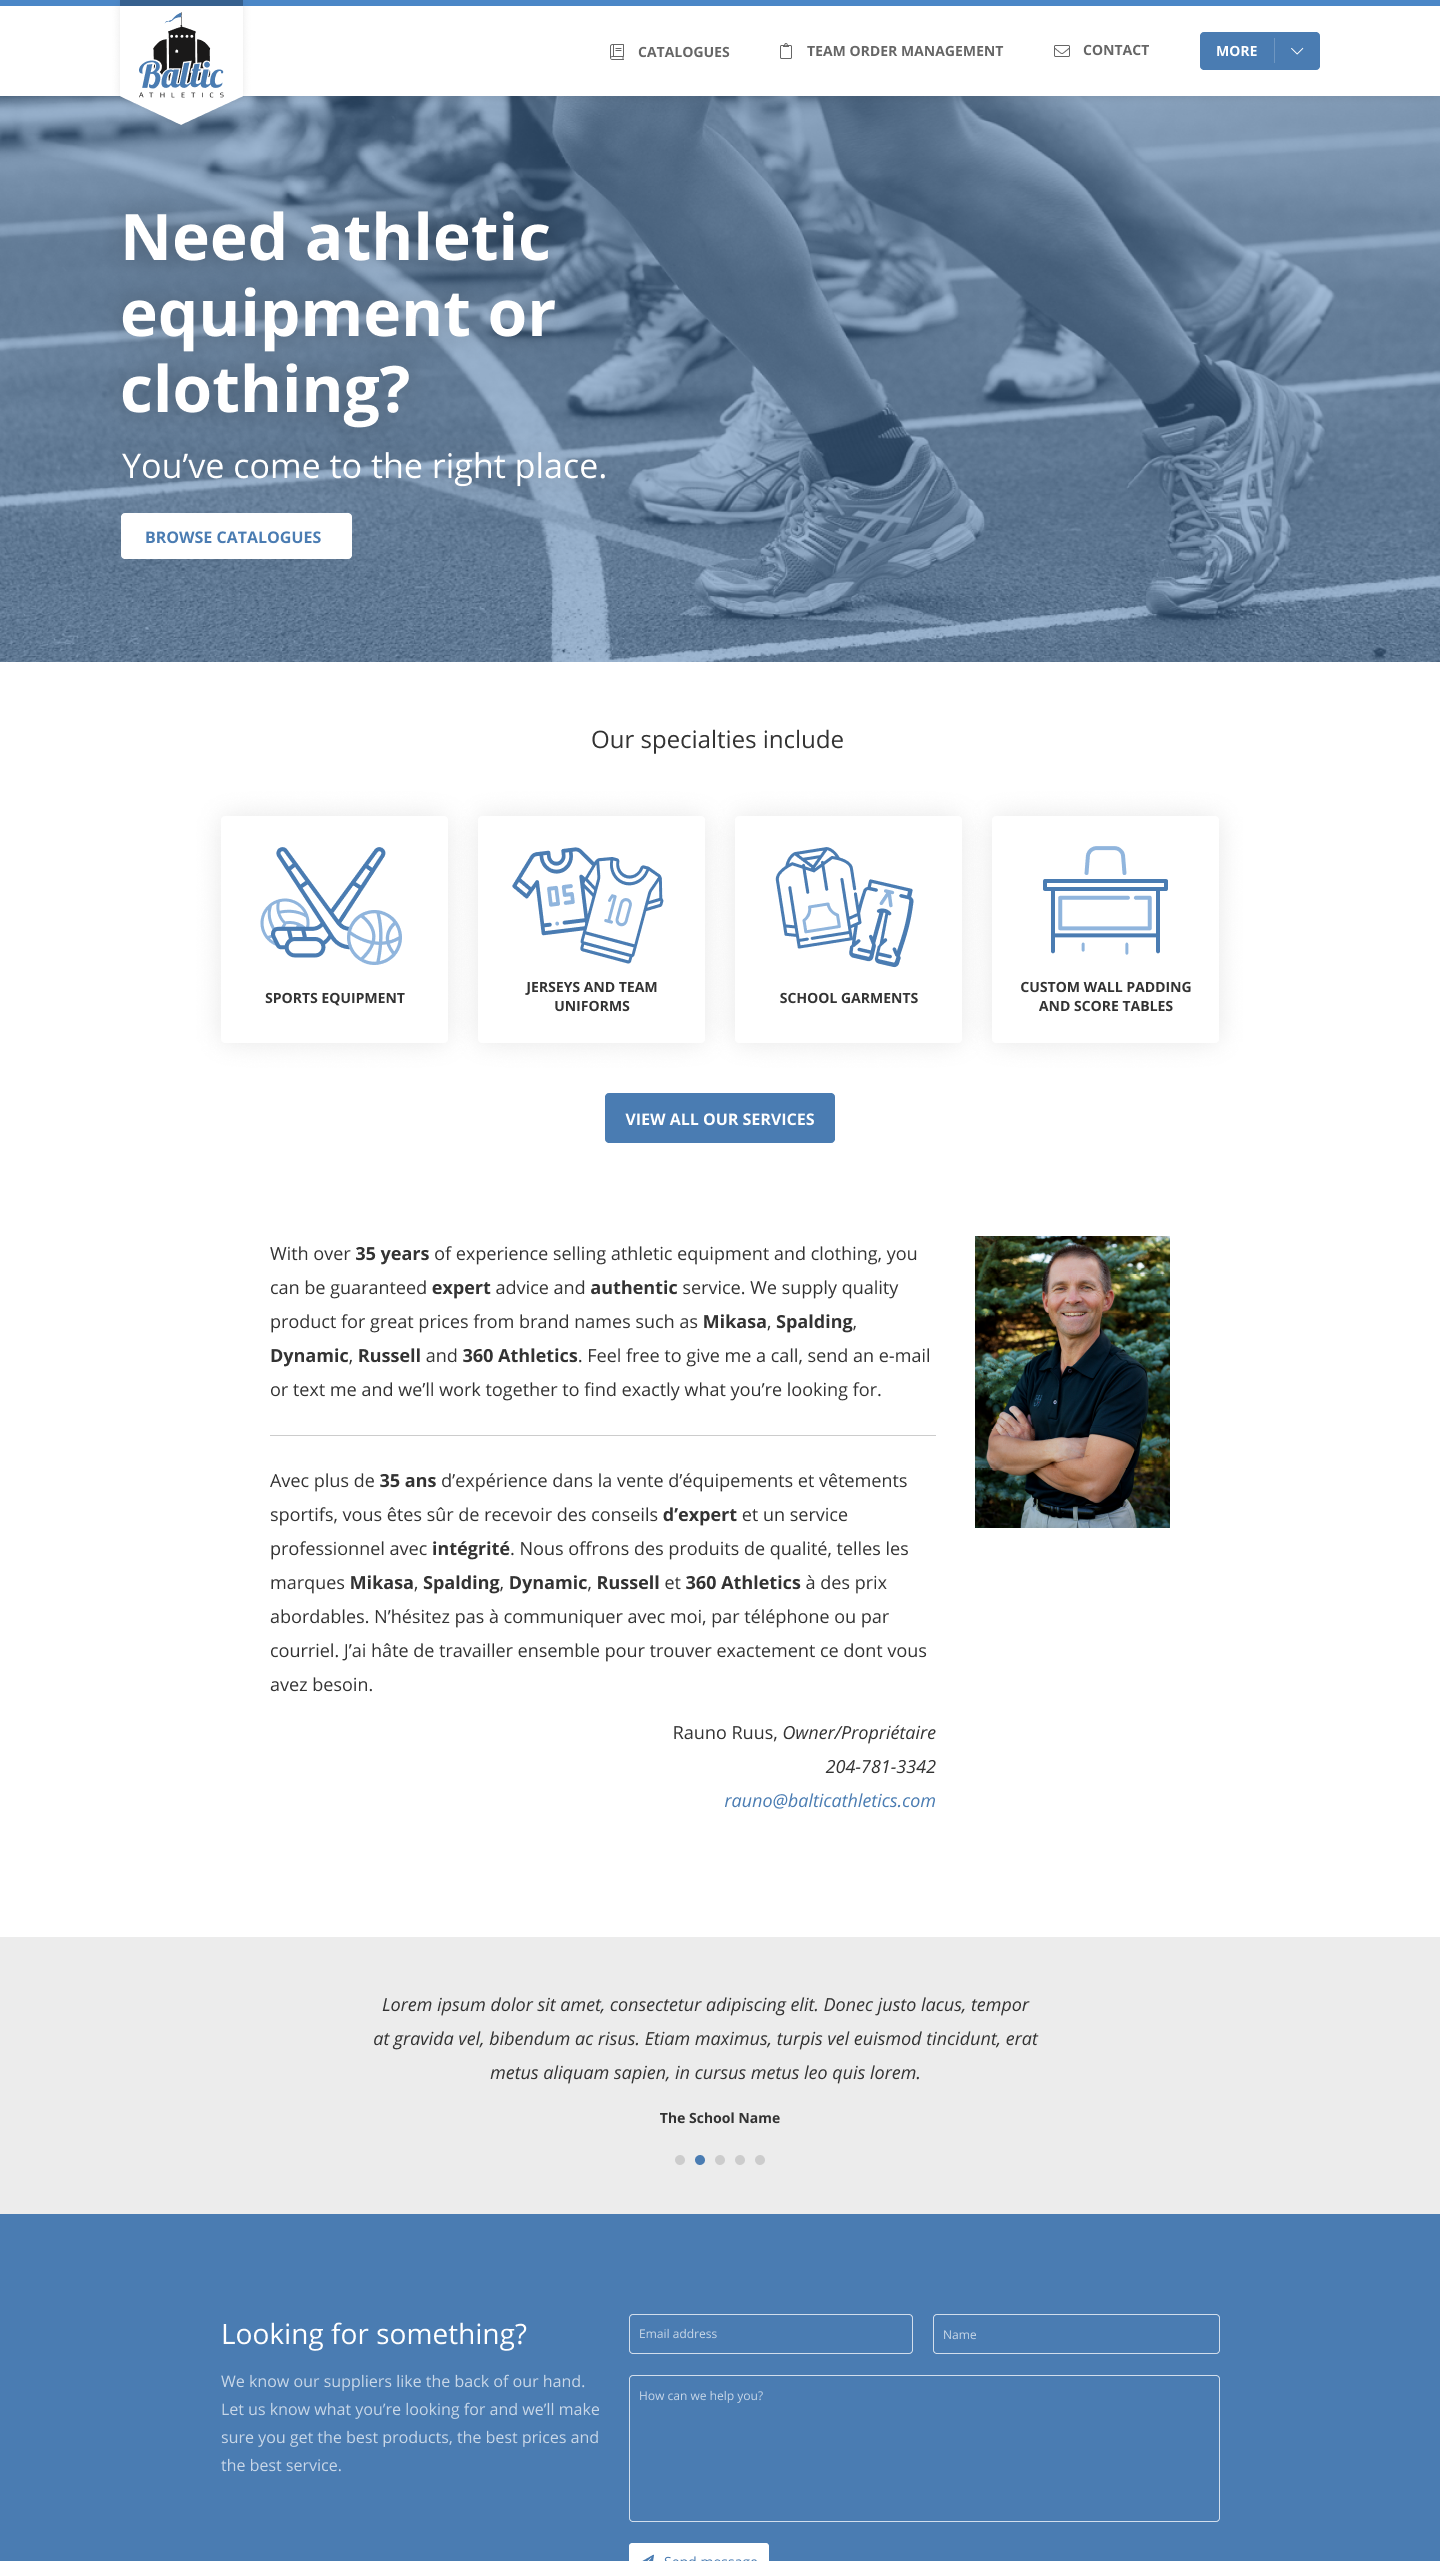 Baltic
ATHLETICS
CATALOGUES
TEAM ORDER MANAGEMENT
CONTACT
MORE
Need athletic
equipment or
clothing?
You’ve come to the right place.
BROWSE CATALOGUES
Our specialties include
05
10
SPORTS EQUIPMENT
JERSEYS AND TEAM
UNIFORMS
SCHOOL GARMENTS
CUSTOM WALL PADDING
AND SCORE TABLES
VIEW ALL OUR SERVICES
With over 35 years of experience selling athletic equipment and clothing, you
can be guaranteed expert advice and authentic service. We supply quality
product for great prices from brand names such as Mikasa, Spalding,
Dynamic, Russell and 360 Athletics. Feel free to give me a call, send an e-mail
or text me and we’ll work together to find exactly what you’re looking for.
Avec plus de 35 ans d’expérience dans la vente d’équipements et vêtements
sportifs, vous êtes sûr de recevoir des conseils d’expert et un service
professionnel avec intégrité. Nous offrons des produits de qualité, telles les
marques Mikasa, Spalding, Dynamic, Russell et 360 Athletics à des prix
abordables. N’hésitez pas à communiquer avec moi, par téléphone ou par
courriel. J’ai hâte de travailler ensemble pour trouver exactement ce dont vous
avez besoin.
Rauno Ruus, Owner/Propriétaire
204-781-3342
rauno@balticathletics.com
Lorem ipsum dolor sit amet, consectetur adipiscing elit. Donec justo lacus, tempor
at gravida vel, bibendum ac risus. Etiam maximus, turpis vel euismod tincidunt, erat
metus aliquam sapien, in cursus metus leo quis lorem.
The School Name
Looking for something?
We know our suppliers like the back of our hand.
Let us know what you’re looking for and we’ll make
sure you get the best products, the best prices and
the best service.
Email address
Name
How can we help you?
Send message